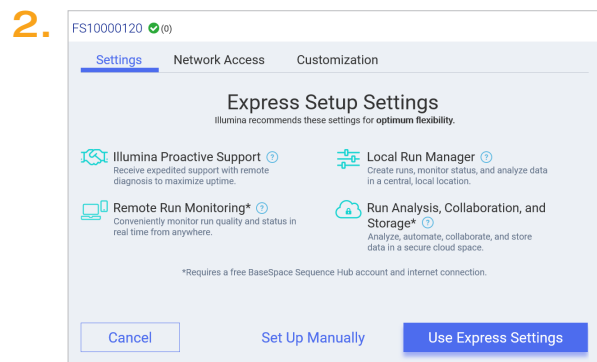 2.
FS10000120 (0)
Settings Network Access Customization
Express Setup Settings
Illumina recommends these settings for optimum flexibility.
Illumina Proactive Support ?
Receive expedited support with remote
diagnosis to maximize uptime.
Local Run Manager ?
Create runs, monitor status, and analyze data
in a central, local location.
Remote Run Monitoring* ?
Conveniently monitor run quality and status in
real time from anywhere.
Run Analysis, Collaboration, and
Storage* ?
Analyze, automate, collaborate, and store
data in a secure cloud space.
*Requires a free BaseSpace Sequence Hub account and internet connection.
Cancel Set Up Manually Use Express Settings